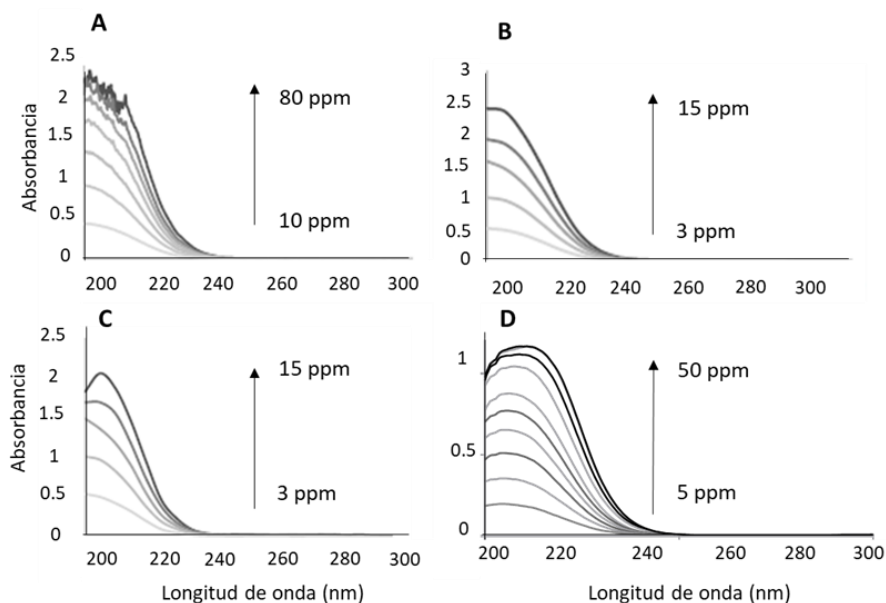 A
Absorbancia
2.5
2
1.5
1
0.5
0
80 ppm
10 ppm
200 220 240 260 280 300
B
3
2.5
2
1.5
1
0.5
0
15 ppm
3 ppm
200 220 240 260 280 300
C
Absorbancia
2.5
2
1.5
1
0.5
0
15 ppm
3 ppm
200 220 240 260 280 300
Longitud de onda (nm)
D
1
0.5
0
50 ppm
5 ppm
200 220 240 260 280 300
Longitud de onda (nm)